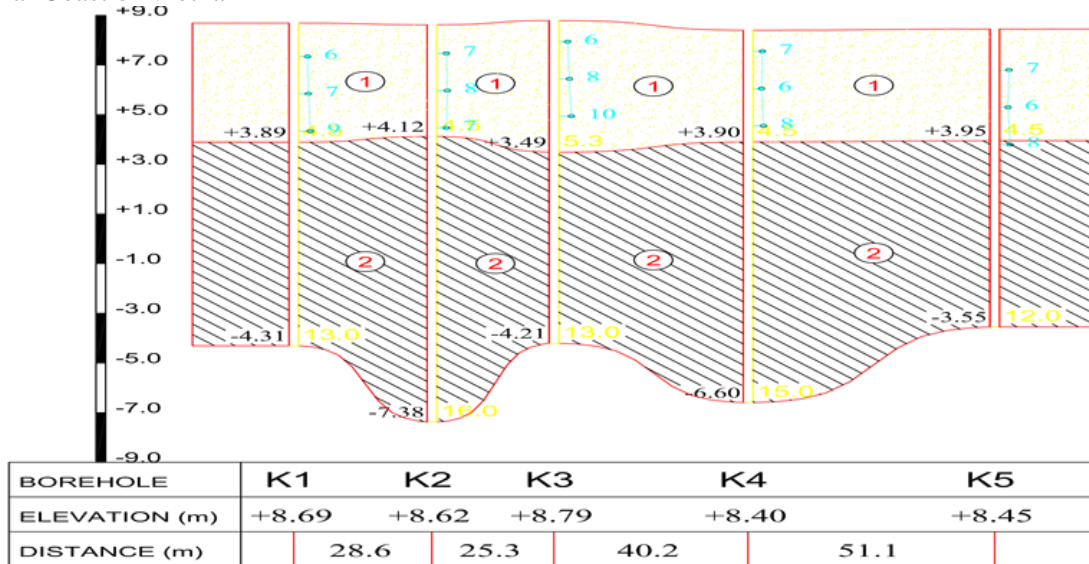 +9.0
+7.0
+5.0
+3.0
+1.0
-1.0
-3.0
-5.0
-7.0
-9.0
6 7 6 7
7 8 8 6 6
9 7 10 8 8
1 1 1 1
+3.89 +4.12 4.5 +3.49 5.3 +3.90 4.5 +3.95 4.5
2 2 2 2
-4.31 13.0 -4.21 13.0 -3.55 12.0
-7.38 16.0 -6.60 15.0
BOREHOLE K1 K2 K3 K4 K5
ELEVATION (m) +8.69 +8.62 +8.79 +8.40 +8.45
DISTANCE (m) 28.6 25.3 40.2 51.1